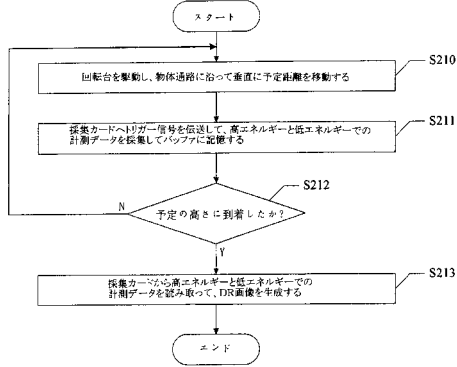 スタート
回転台を駆動し、物体通路に沿って垂直に予定距離を移動する
S210
採集カードへトリガー信号を伝送して、高エネルギーと低エネルギーでの
計測データを採集してバッファに記憶する
S211
S212
予定の高さに到着したか?
N
Y
採集カードから高エネルギーと低エネルギーでの
計測データを読み取って、DR画像を生成する
S213
エンド